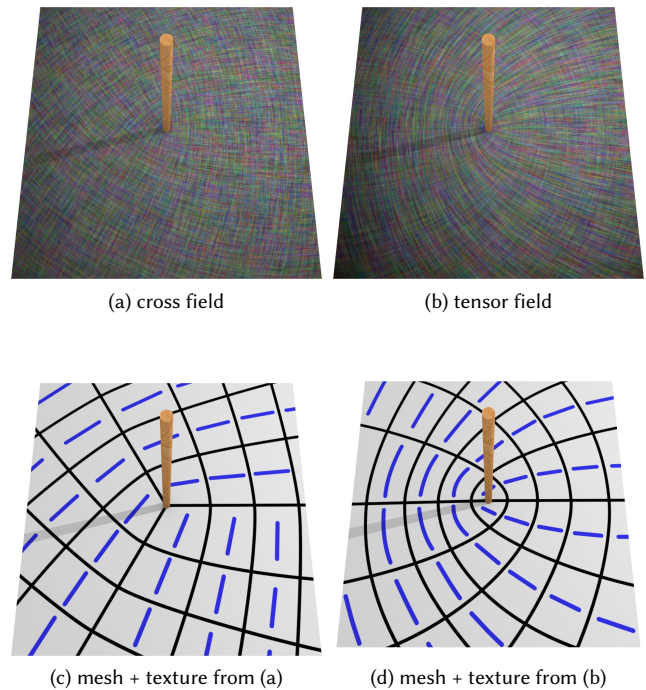 (a) cross field
(b) tensor field
(c) mesh + texture from (a)
(d) mesh + texture from (b)